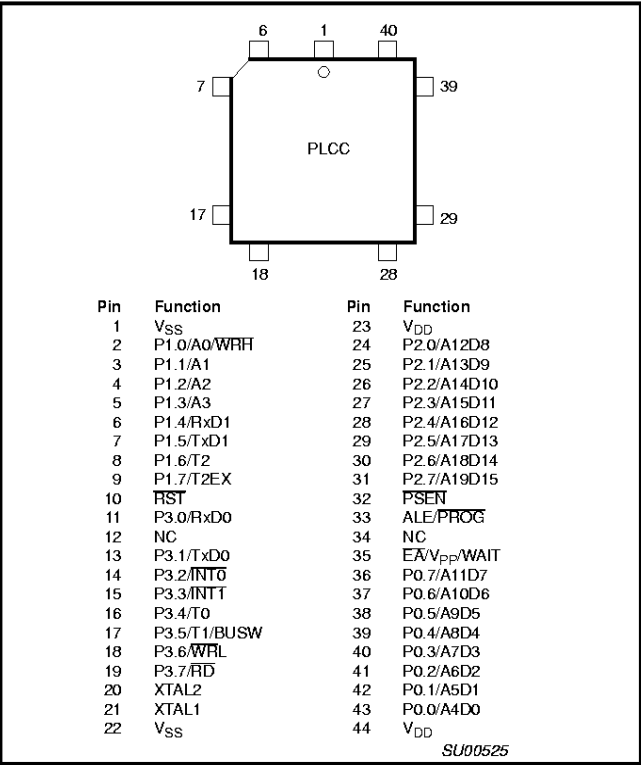 6 1 40
7 39
PLCC
17 29
18 28
Pin Function Pin Function
1 VSS 23 VDD
2 P1.0/A0/WRH 24 P2.0/A12D8
3 P1.1/A1 25 P2.1/A13D9
4 P1.2/A2 26 P2.2/A14D10
5 P1.3/A3 27 P2.3/A15D11
6 P1.4/RxD1 28 P2.4/A16D12
7 P1.5/TxD1 29 P2.5/A17D13
8 P1.6/T2 30 P2.6/A18D14
9 P1.7/T2EX 31 P2.7/A19D15
10 RST 32 PSEN
11 P3.0/RxD0 33 ALE/PROG
12 NC 34 NC
13 P3.1/TxD0 35 EA/VPP/WAIT
14 P3.2/INT0 36 P0.7/A11D7
15 P3.3/INT1 37 P0.6/A10D6
16 P3.4/T0 38 P0.5/A9D5
17 P3.5/T1/BUSW 39 P0.4/A8D4
18 P3.6/WRL 40 P0.3/A7D3
19 P3.7/RD 41 P0.2/A6D2
20 XTAL2 42 P0.1/A5D1
21 XTAL1 43 P0.0/A4D0
22 VSS 44 VDD
SU00525